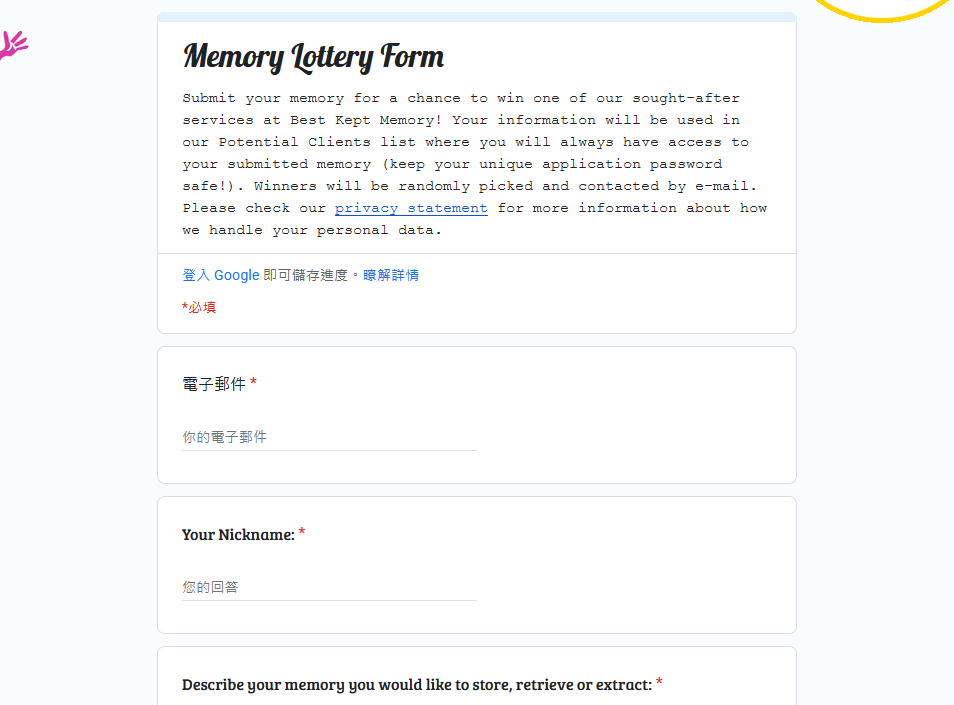 Memory Lottery Form
Submit your memory for a chance to win one of our sought-after
services at Best Kept Memory! Your information will be used in
our Potential Clients list where you will always have access to
your submitted memory (keep your unique application password
safe!). Winners will be randomly picked and contacted by e-mail.
Please check our privacy statement for more information about how
we handle your personal data.
登入 Google 即可儲存進度。瞭解詳情
*必填
電子郵件 *
你的電子郵件
Your Nickname: *
您的回答
Describe your memory you would like to store, retrieve or extract: *